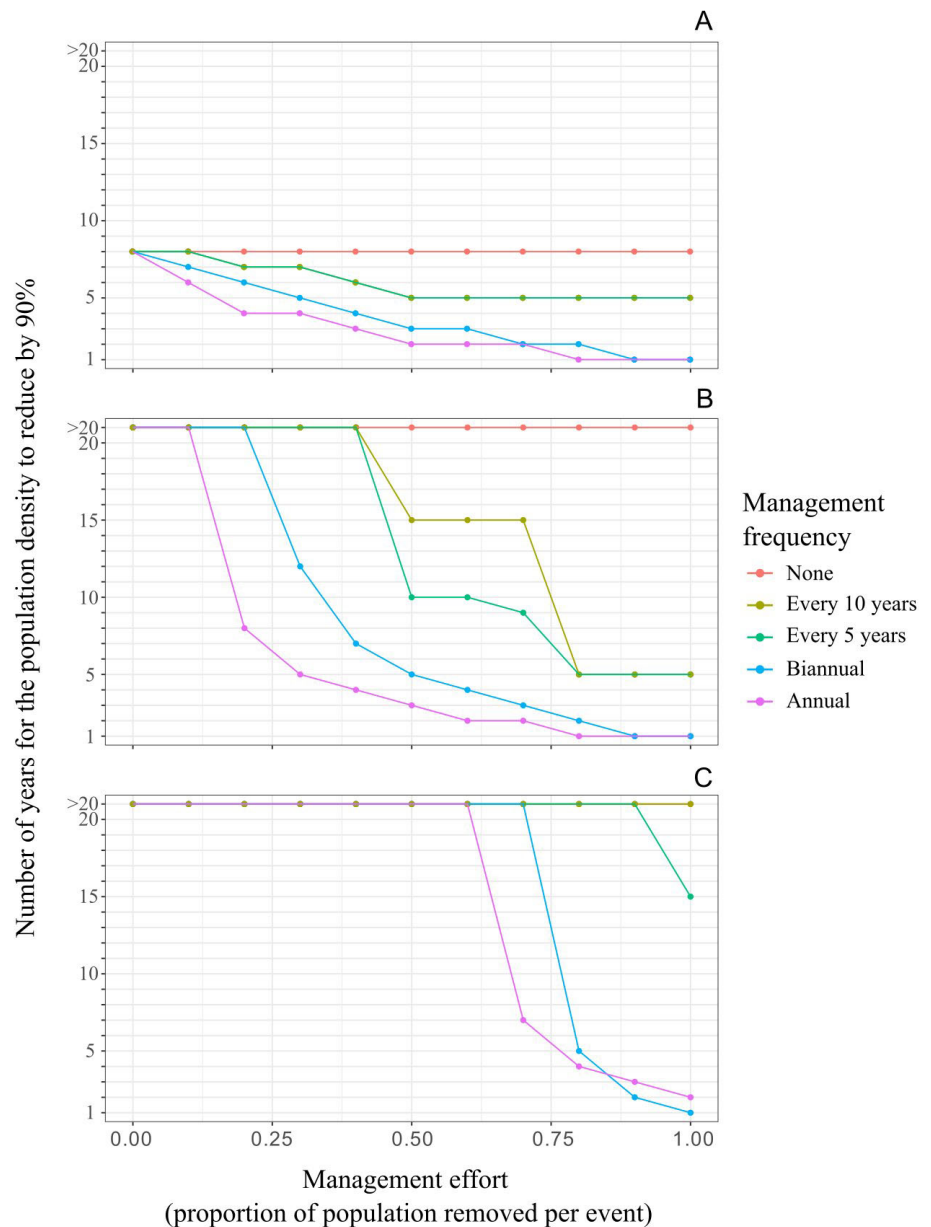 A
>20
20
15
10
5
1
B
>20
20
15
10
5
1
C
>20
20
15
10
5
1
0.00 0.25 0.50 0.75 1.00
Number of years for the population density to reduce by 90%
Management effort
(proportion of population removed per event)
Management
frequency
None
Every 10 years
Every 5 years
Biannual
Annual